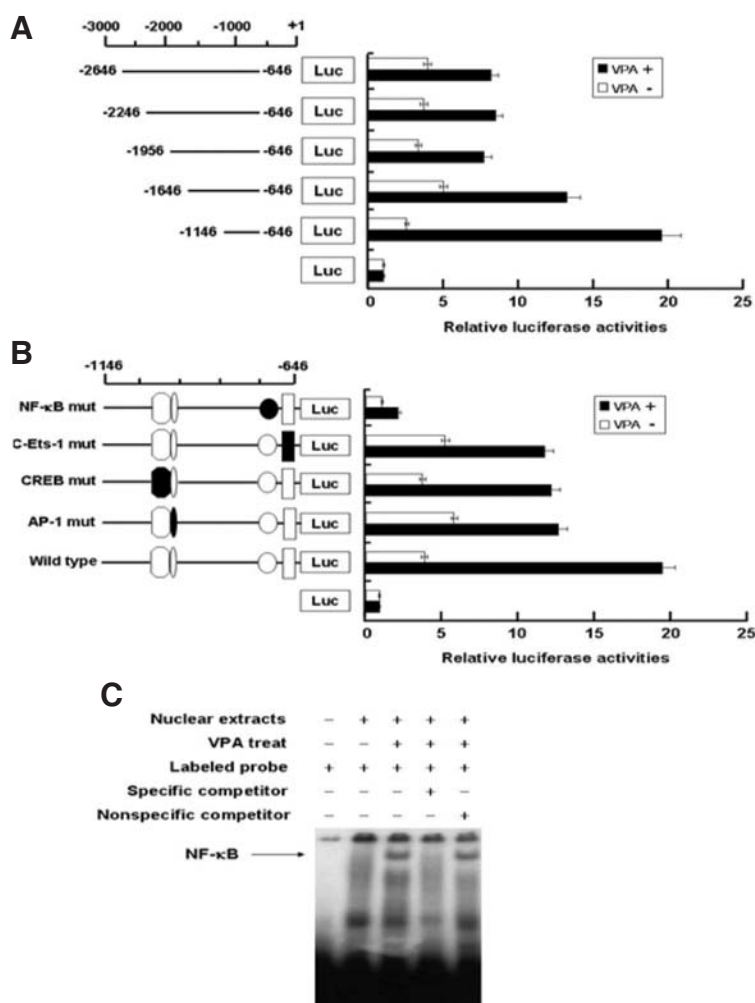 A
-3000 -2000 -1000 +1
-2646 -646 Luc
-2246 -646 Luc
-1956 -646 Luc
-1646 -646 Luc
-1146 -646 Luc
Luc
VPA +
VPA -
0 5 10 15 20 25
Relative luciferase activities
B
-1146 -646
NF-κB mut Luc
C-Ets-1 mut Luc
CREB mut Luc
AP-1 mut Luc
Wild type Luc
Luc
VPA +
VPA -
0 5 10 15 20 25
Relative luciferase activities
C
Nuclear extracts − + + + +
VPA treat − − + + +
Labeled probe + + + + +
Specific competitor − − − + −
Nonspecific competitor − − − − +
NF-κB